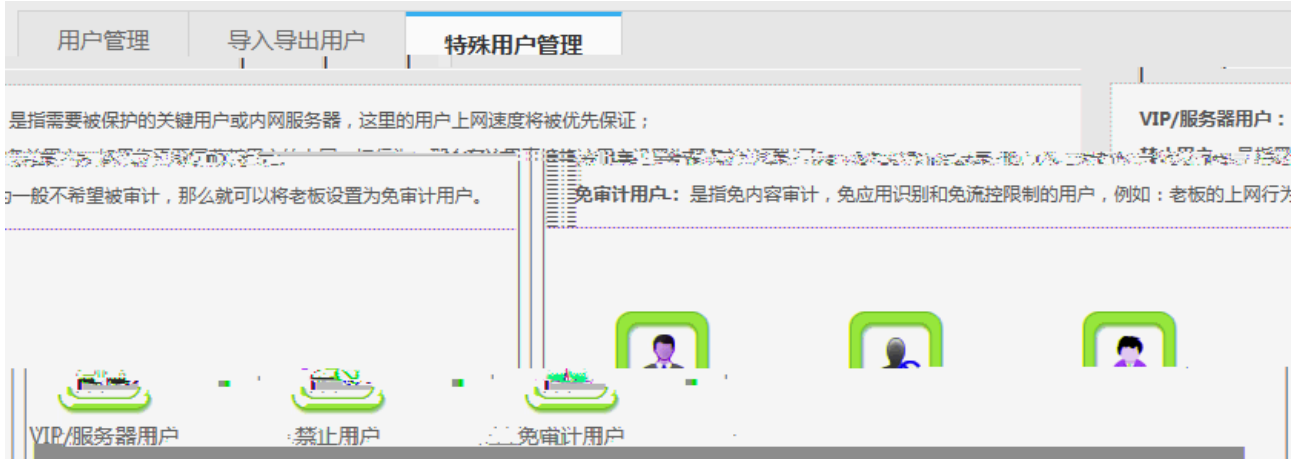 用户管理 导入导出用户 特殊用户管理
是指需要被保护的关键用户或内网服务器，这里的用户上网速度将被优先保证； VIP/服务器用户：
一般不希望被审计，那么就可以将老板设置为免审计用户。 免审计用户：是指免内容审计，免应用识别和免流控限制的用户，例如：老板的上网行为
VIP/服务器用户 禁止用户 免审计用户